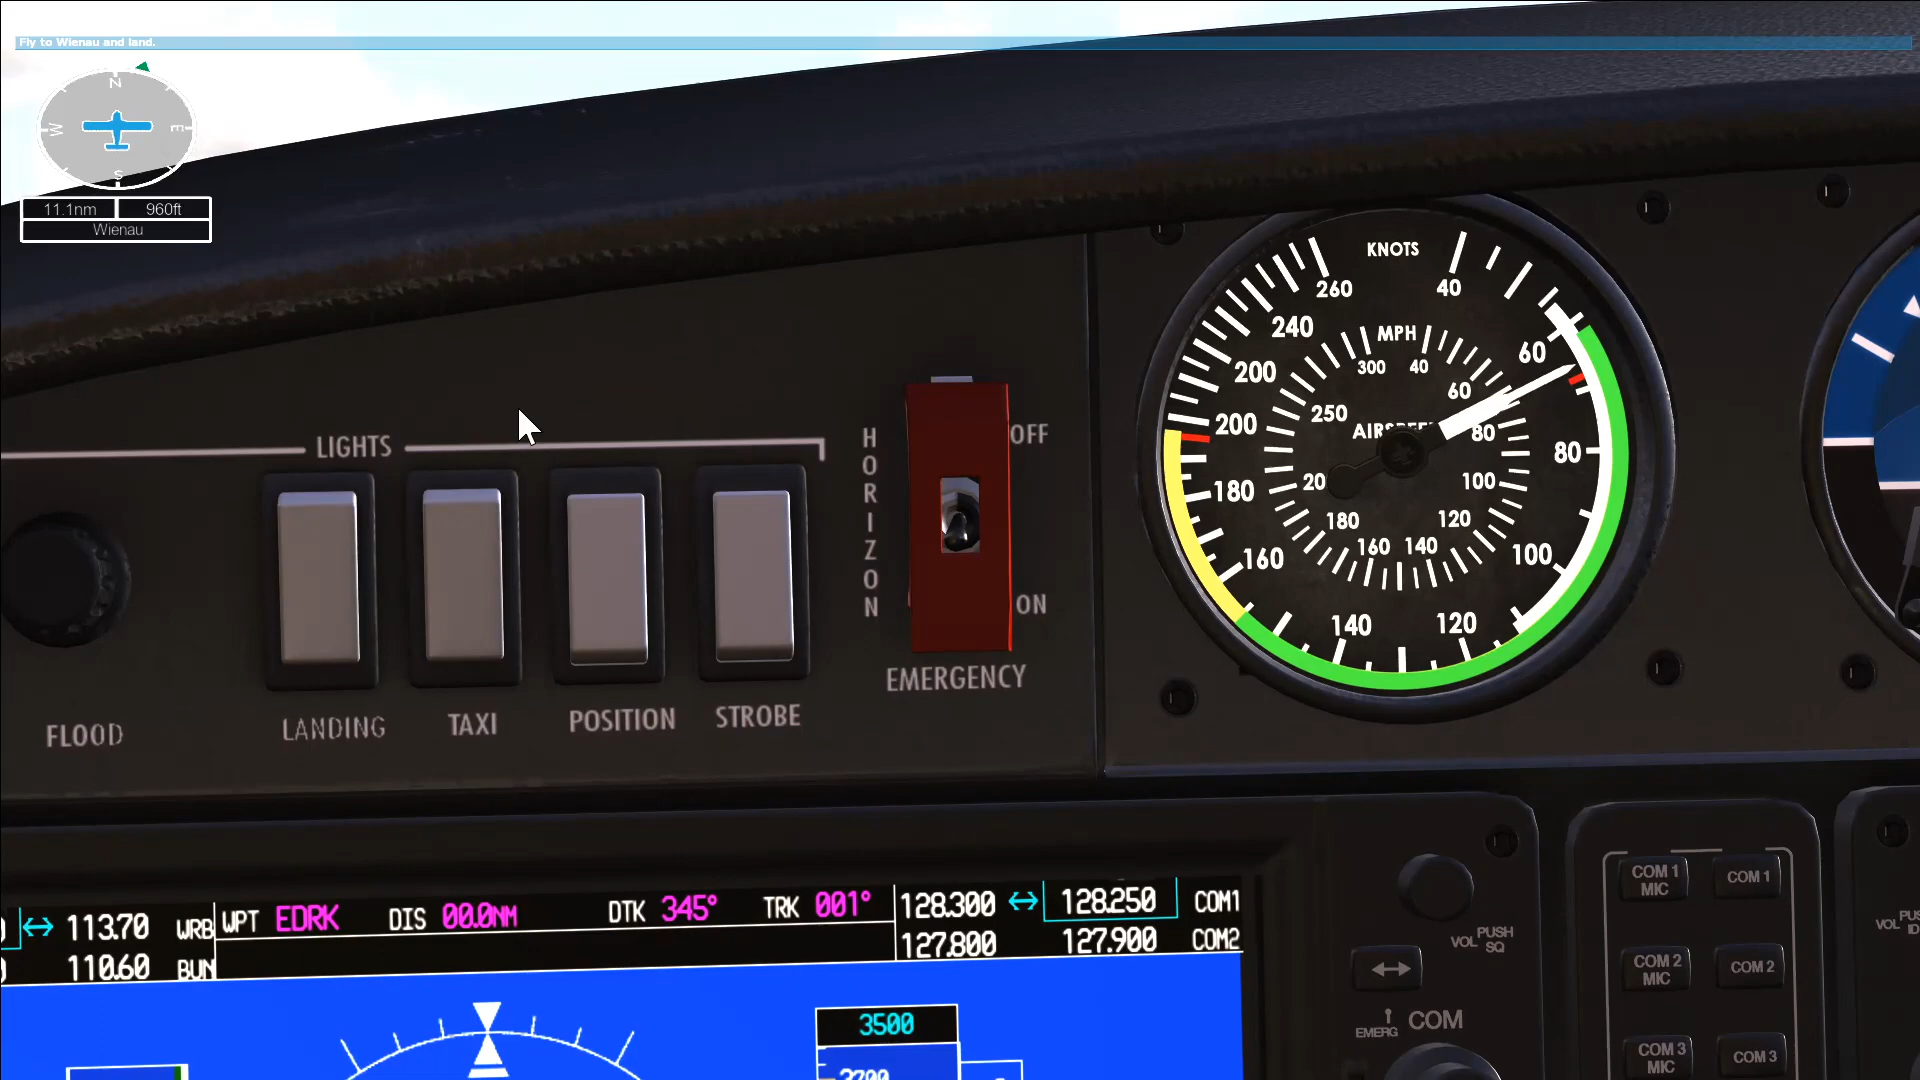 Fly to Wienau and land.
N
W
E
S
11.1nm
960ft
Wienau
LIGHTS
LANDING
TAXI
POSITION
STROBE
FLOOD
HORIZON
OFF
ON
EMERGENCY
KNOTS
260
40
240
60
200
200
80
180
100
160
140
120
MPH
300
40
60
250
AIRSPEE
80
20
100
180
120
160
140
113.70
WRB
110.60
BUN
WPT EDRK
DIS 00.0NM
DTK 345°
TRK 001°
128.300
128.250
COM1
127.800
127.900
COM2
3500
VOL PUSH SQ
EMERG COM
COM 1 MIC
COM 1
COM 2 MIC
COM 2
COM 3 MIC
COM 3
VOL